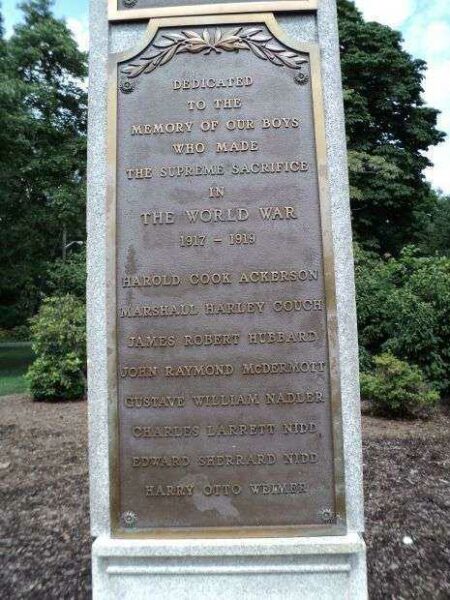 DEDICATED
TO THE
MEMORY OF OUR BOYS
WHO MADE
THE SUPREME SACRIFICE
IN
THE WORLD WAR
1917 - 1919
HAROLD COOK ACKERSON
MARSHALL HARLEY COUCH
JAMES ROBERT HUBBARD
JOHN RAYMOND McDERMOTT
GUSTAVE WILLIAM NADLER
CHARLES LARRETT NIDD
EDWARD SHERRARD NIDD
HARRY OTTO WEIMER